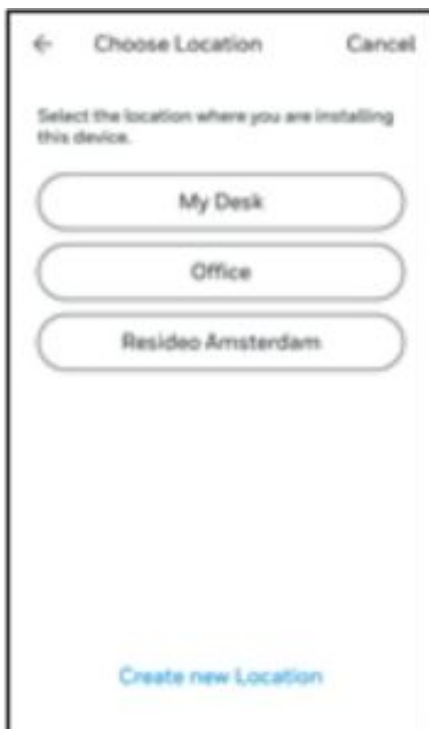 ← Choose Location Cancel
Select the location where you are installing
this device.
My Desk
Office
Resideo Amsterdam
Create new Location